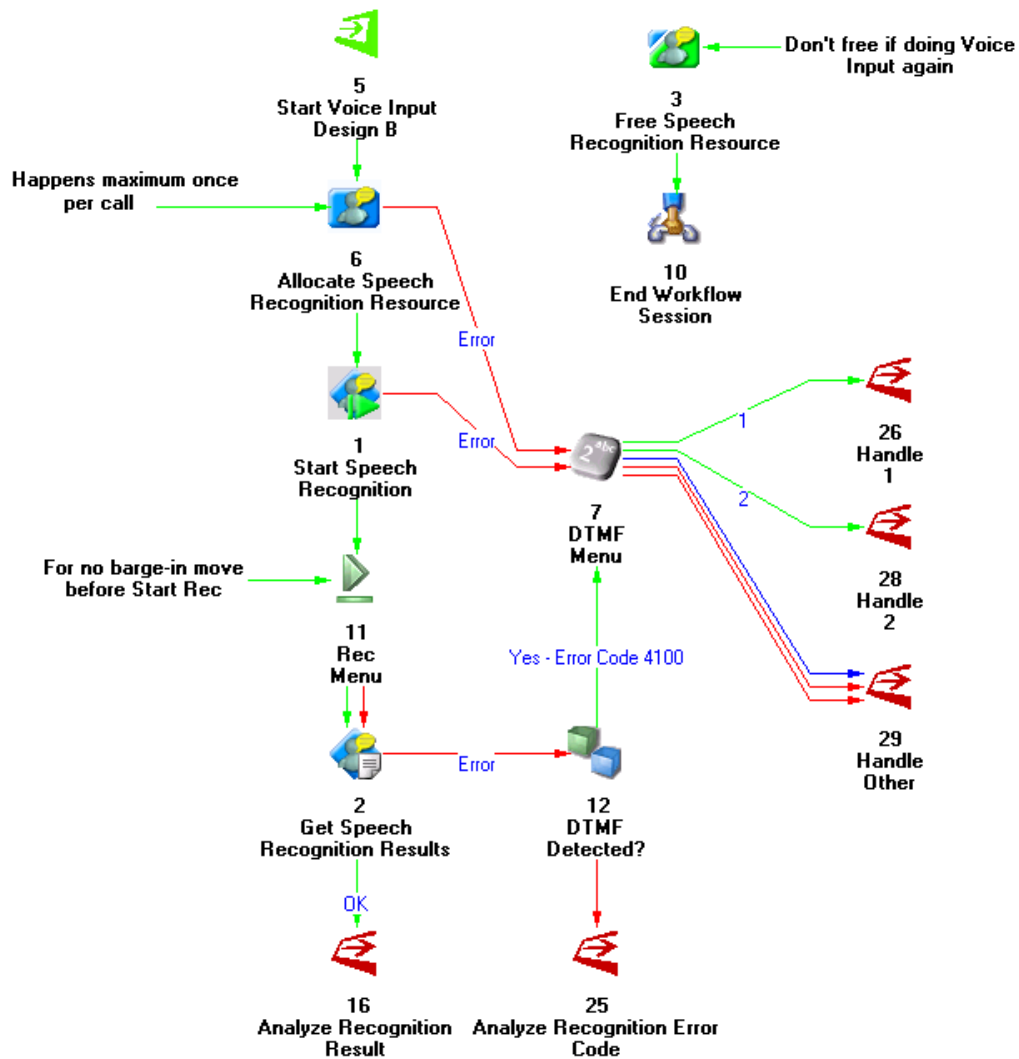 5
Start Voice Input
Design B
Don't free if doing Voice
Input again
3
Free Speech
Recognition Resource
Happens maximum once
per call
6
Allocate Speech
Recognition Resource
10
End Workflow
Session
Error
1
Start Speech
Recognition
Error
2 abc
7
DTMF
Menu
1
26
Handle
1
2
28
Handle
2
For no barge-in move
before Start Rec
11
Rec
Menu
Yes - Error Code 4100
29
Handle
Other
2
Get Speech
Recognition Results
Error
12
DTMF
Detected?
OK
16
Analyze Recognition
Result
25
Analyze Recognition Error
Code